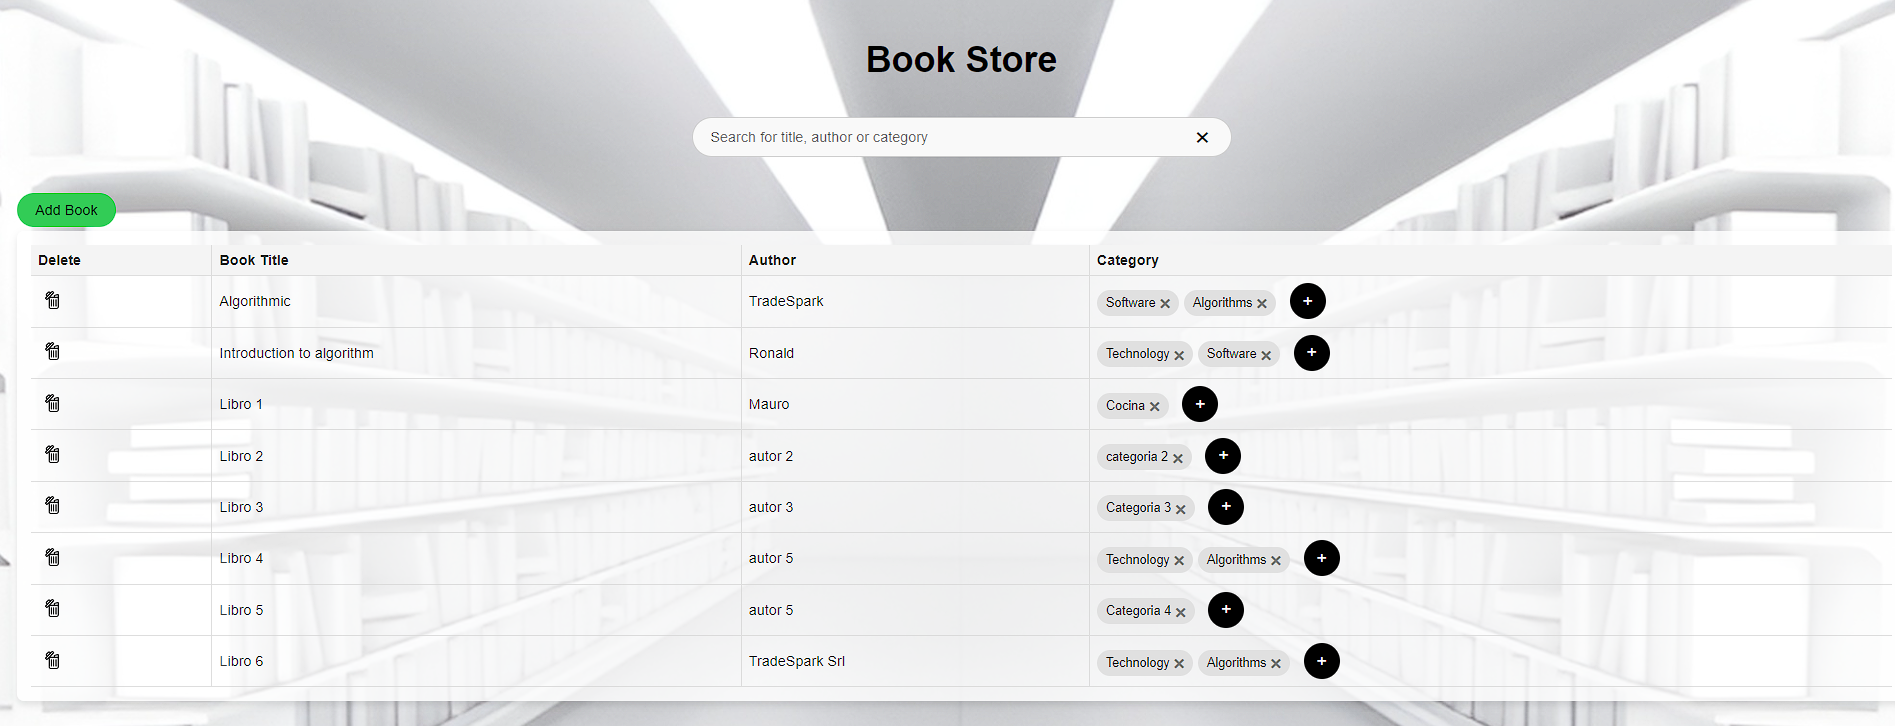 Book Store
Search for title, author or category
Add Book
Delete Book Title Author Category
Algorithmic TradeSpark Software Algorithms
Introduction to algorithm Ronald Technology Software
Libro 1 Mauro Cocina
Libro 2 autor 2 categoria 2
Libro 3 autor 3 Categoria 3
Libro 4 autor 5 Technology Algorithms
Libro 5 autor 5 Categoria 4
Libro 6 TradeSpark Srl Technology Algorithms